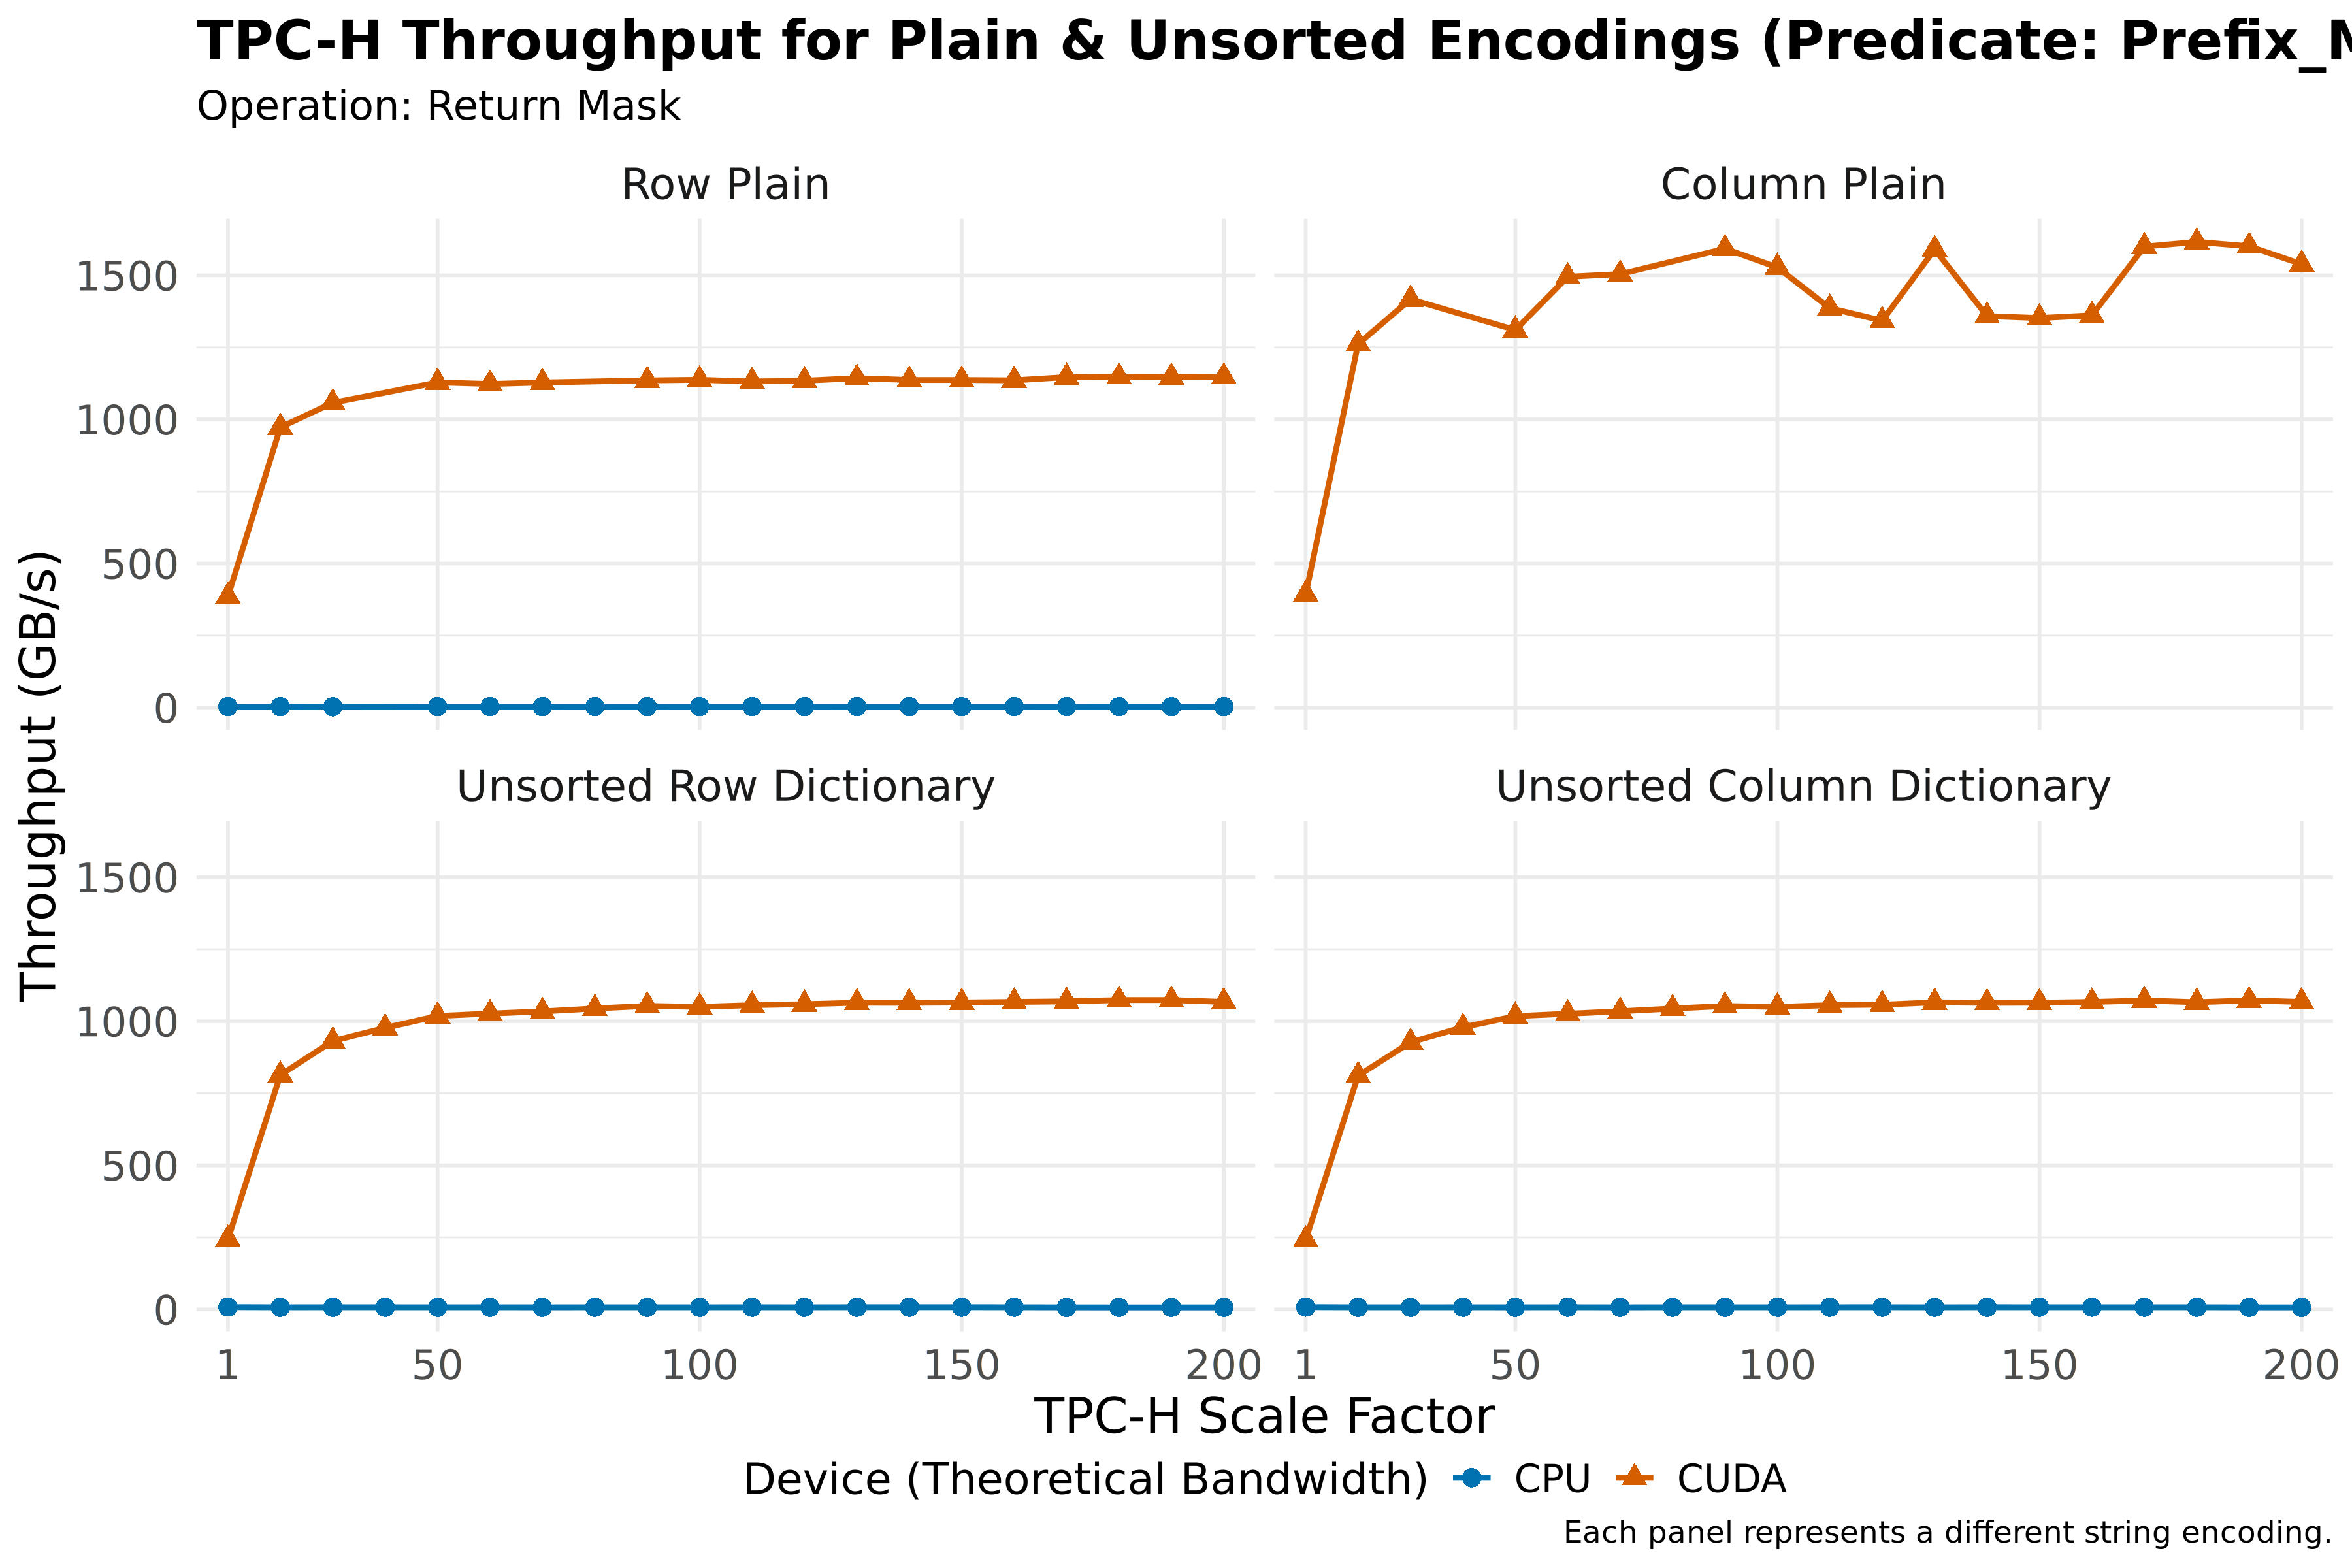 TPC-H Throughput for Plain & Unsorted Encodings (Predicate: Prefix_
Operation: Return Mask
Row Plain
Column Plain
1500
1000
500
0
Throughput (GB/s)
Unsorted Row Dictionary
Unsorted Column Dictionary
1500
1000
500
0
1 50 100 150 200 1 50 100 150 200
TPC-H Scale Factor
Device (Theoretical Bandwidth) CPU CUDA
Each panel represents a different string encoding.